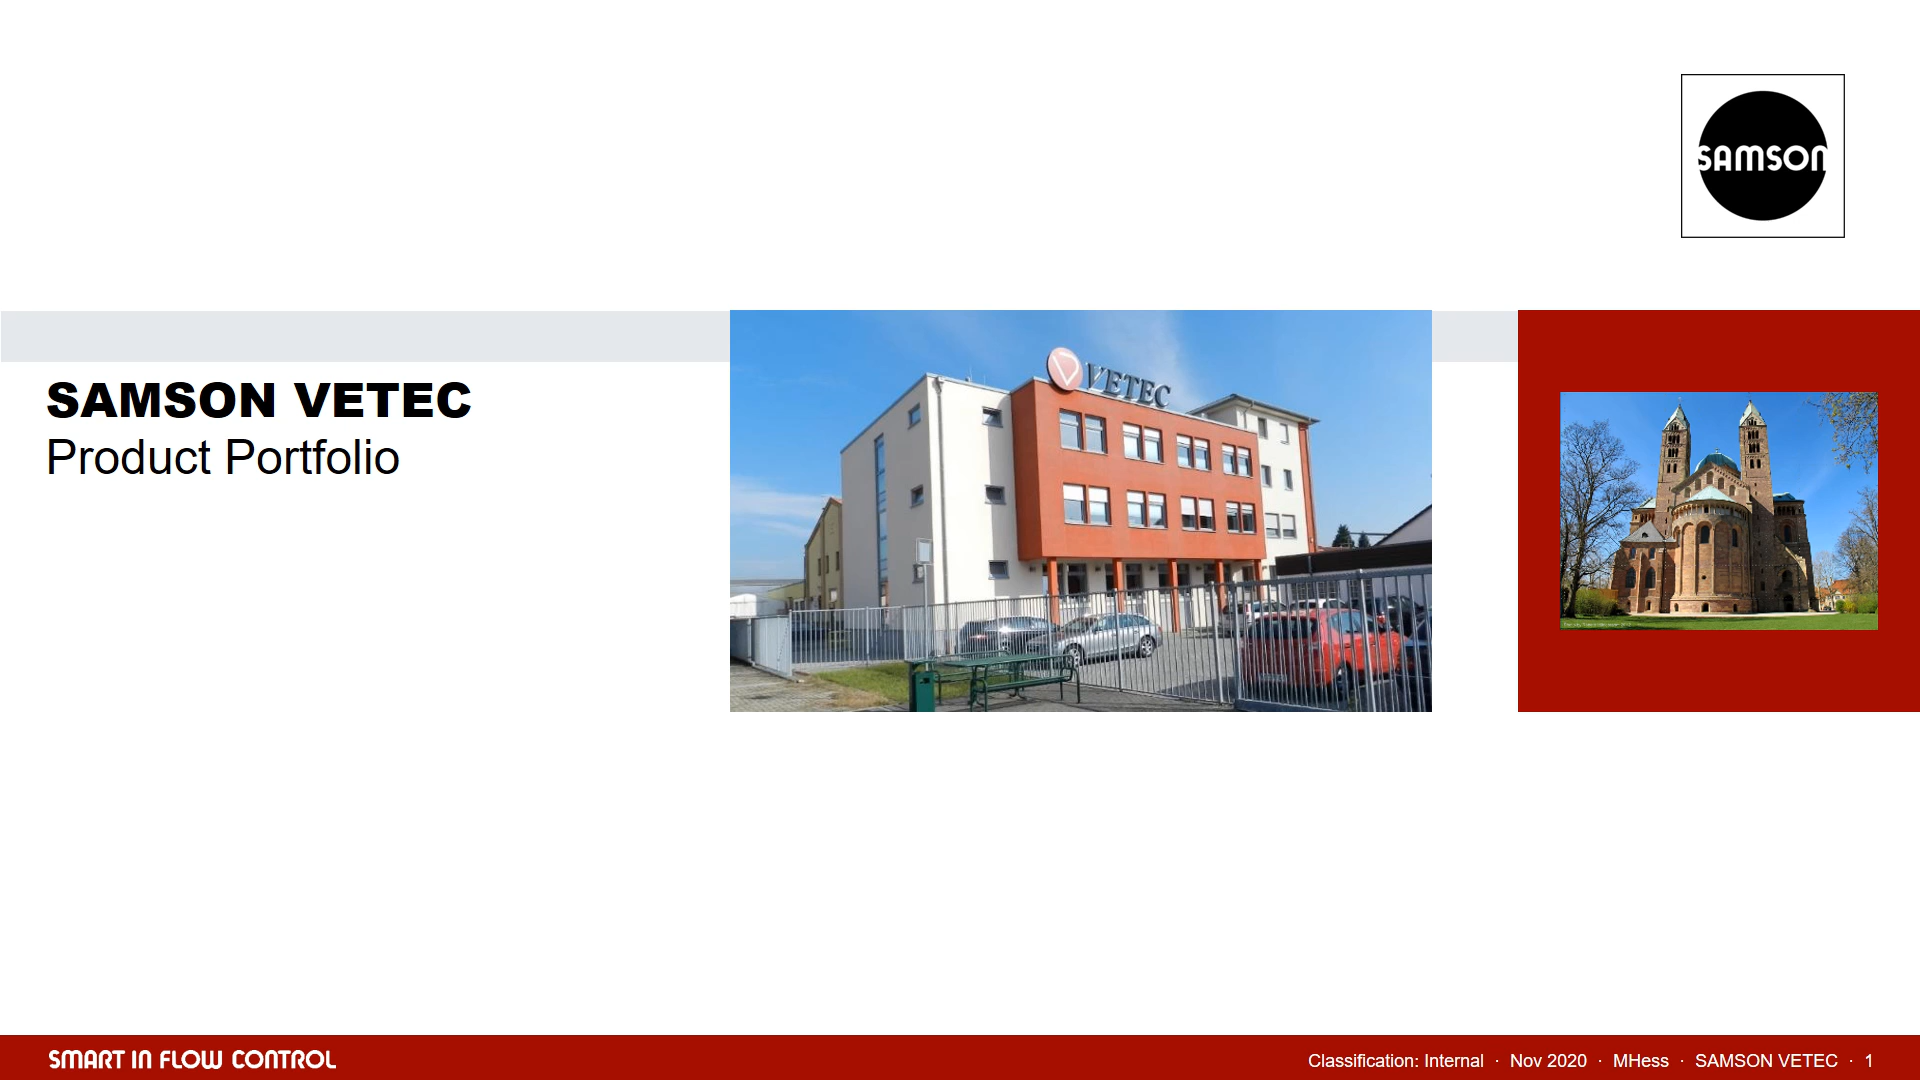 SAMSON
SAMSON VETEC
Product Portfolio
VETEC
SMART IN FLOW CONTROL
Classification: Internal · Nov 2020 · MHess · SAMSON VETEC · 1